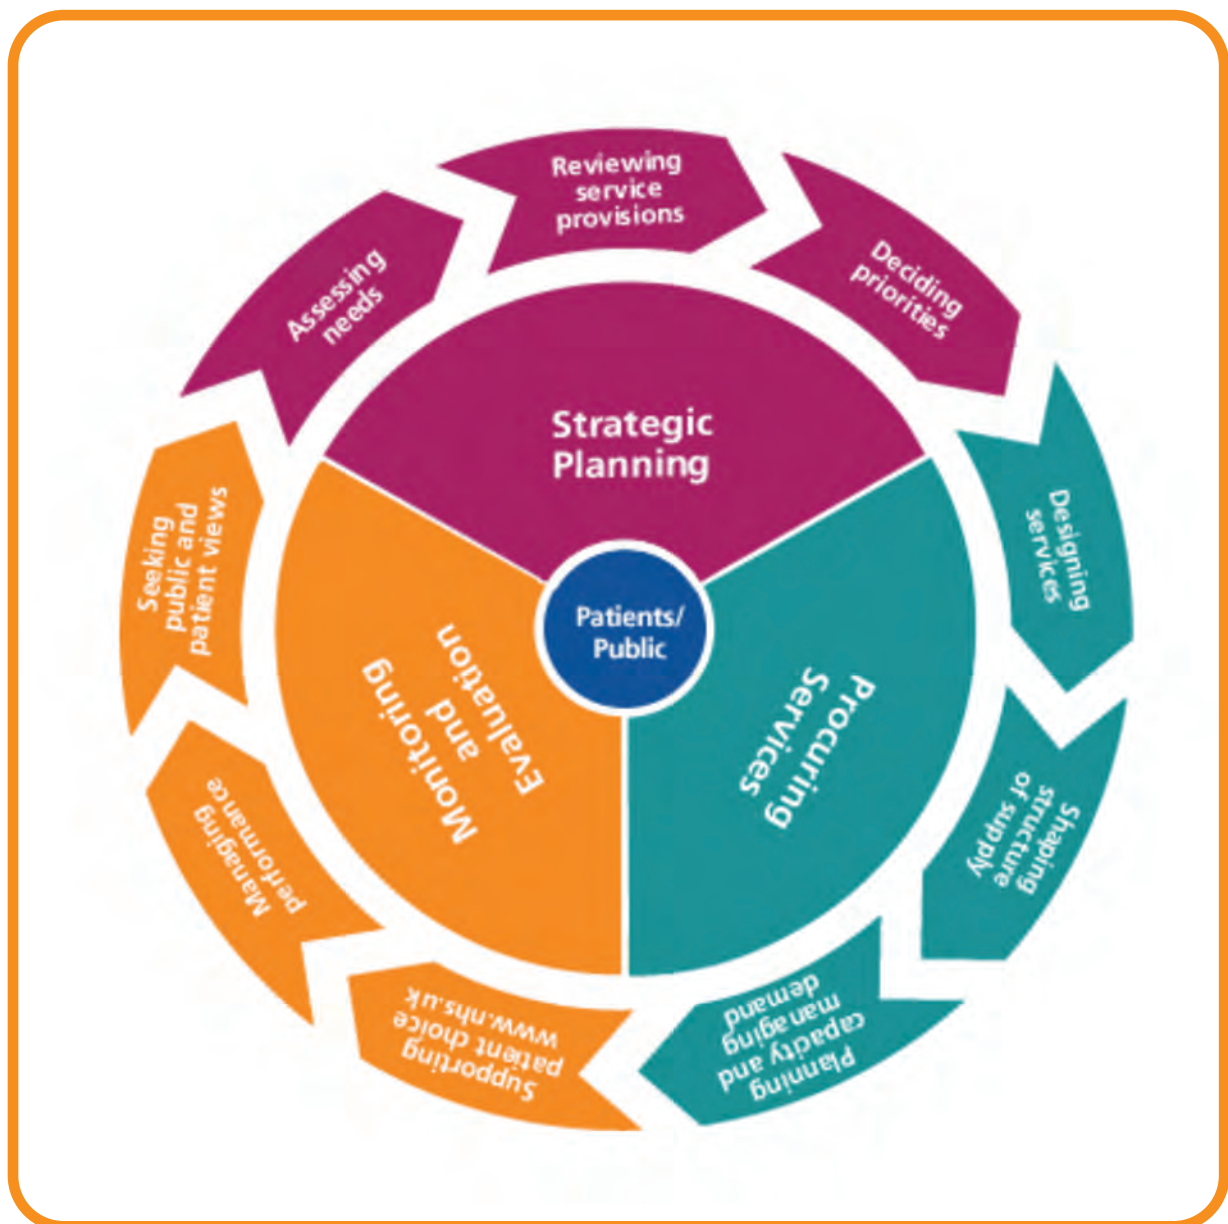 Reviewing
service
provisions
Deciding
priorities
Designing
services
Shaping
structure
of supply
Planning
capacity and
managing
demand
Supporting
patient choice
www.nhs.uk
Managing
performance
Seeking
public and
patient views
Assessing
needs
Strategic
Planning
Procuring
Services
Monitoring
and
Evaluation
Patients/
Public